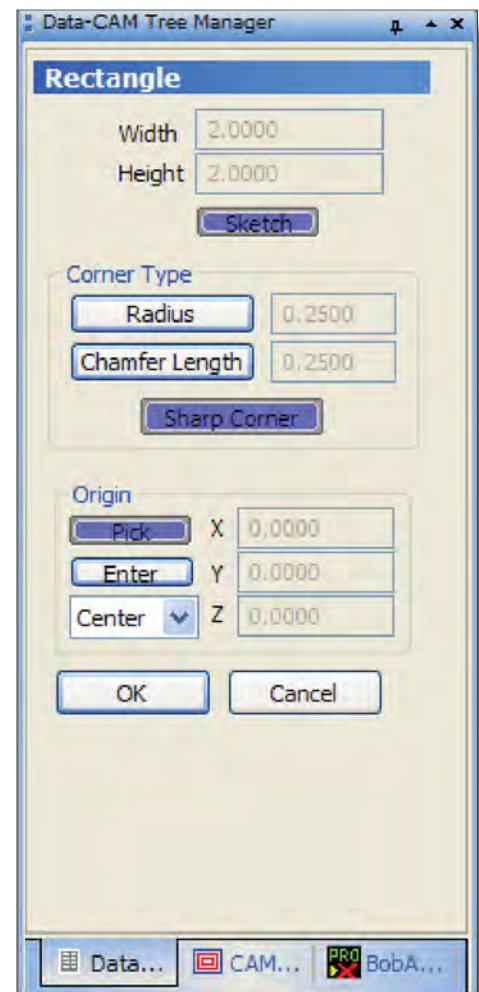 Data-CAM Tree Manager
Rectangle
Width 2.0000
Height 2.0000
Sketch
Corner Type
Radius 0.2500
Chamfer Length 0.2500
Sharp Corner
Origin
Pick X 0.0000
Enter Y 0.0000
Center Z 0.0000
OK Cancel
Data... CAM... PRO BobA...